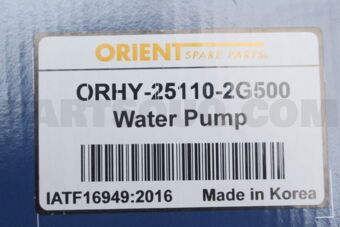 ORIENT
SPARE PARTS
ORHY-25110-2G500
Water Pump
IATF16949:2016 Made in Korea